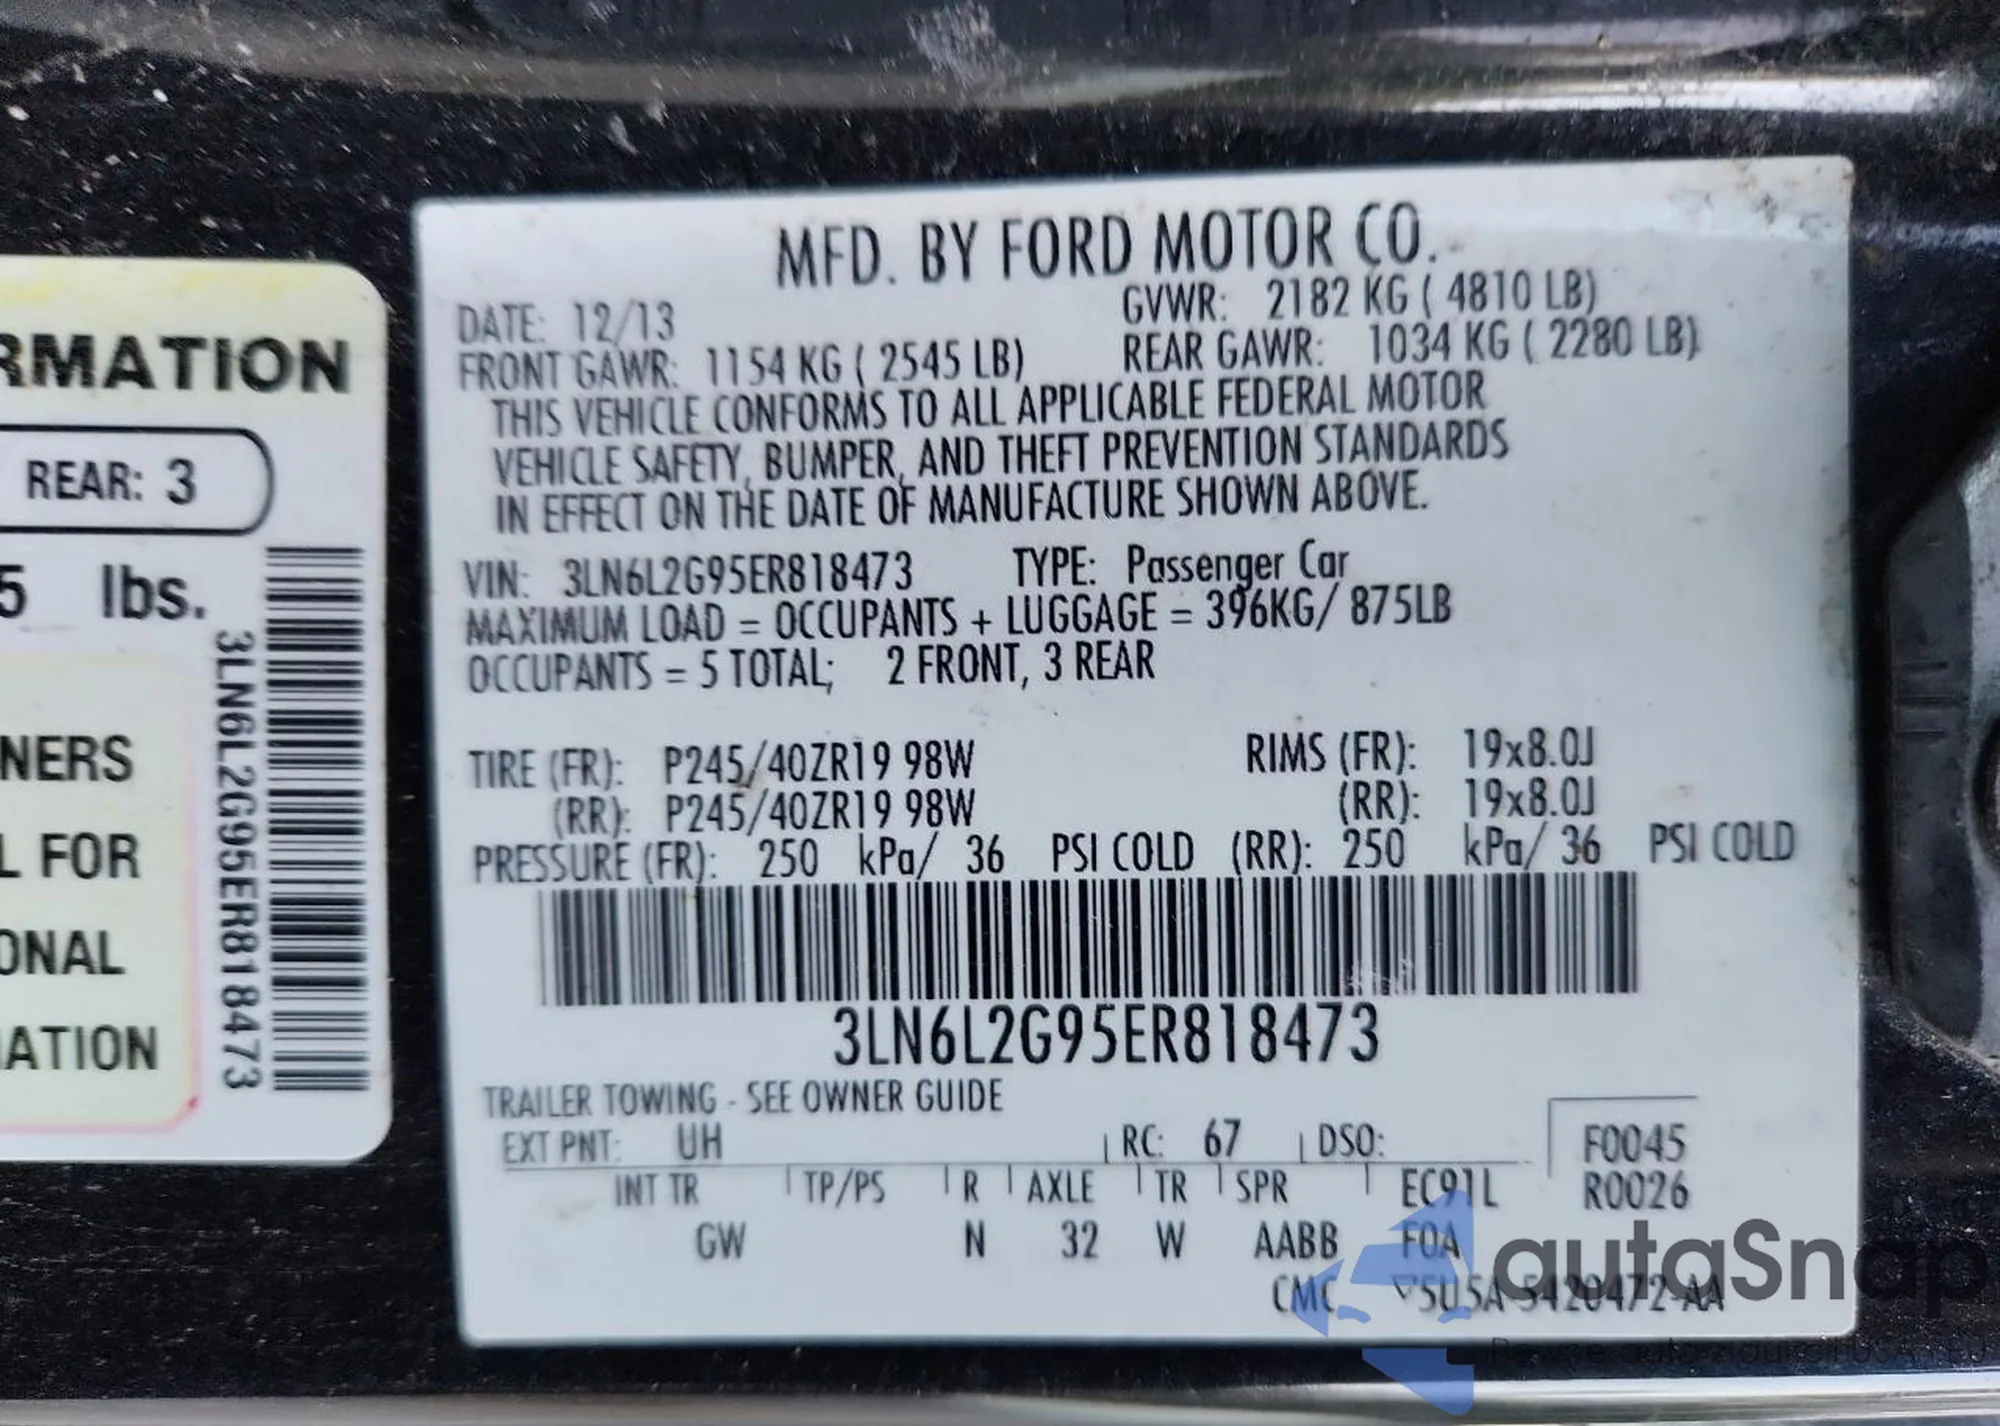 RMATION
REAR: 3
5 lbs.
NERS
L FOR
ONAL
ATION
3LN6L2G95ER818473
MFD. BY FORD MOTOR CO.
DATE: 12/13 GVWR: 2182 KG ( 4810 LB)
FRONT GAWR: 1154 KG ( 2545 LB) REAR GAWR: 1034 KG ( 2280 LB)
THIS VEHICLE CONFORMS TO ALL APPLICABLE FEDERAL MOTOR
VEHICLE SAFETY, BUMPER, AND THEFT PREVENTION STANDARDS
IN EFFECT ON THE DATE OF MANUFACTURE SHOWN ABOVE.
VIN: 3LN6L2G95ER818473 TYPE: Passenger Car
MAXIMUM LOAD = OCCUPANTS + LUGGAGE = 396KG/ 875LB
OCCUPANTS = 5 TOTAL; 2 FRONT, 3 REAR
TIRE (FR): P245/40ZR19 98W RIMS (FR): 19x8.0J
(RR): P245/40ZR19 98W (RR): 19x8.0J
PRESSURE (FR): 250 kPa/ 36 PSI COLD (RR): 250 kPa/ 36 PSI COLD
3LN6L2G95ER818473
TRAILER TOWING - SEE OWNER GUIDE
EXT PNT: UH RC: 67 DSO: F0045
INT TR TP/PS R AXLE TR SPR EC91L R0026
GW N 32 W AABB F0A
CMC 5U5A-5420472-AA
autaSnap